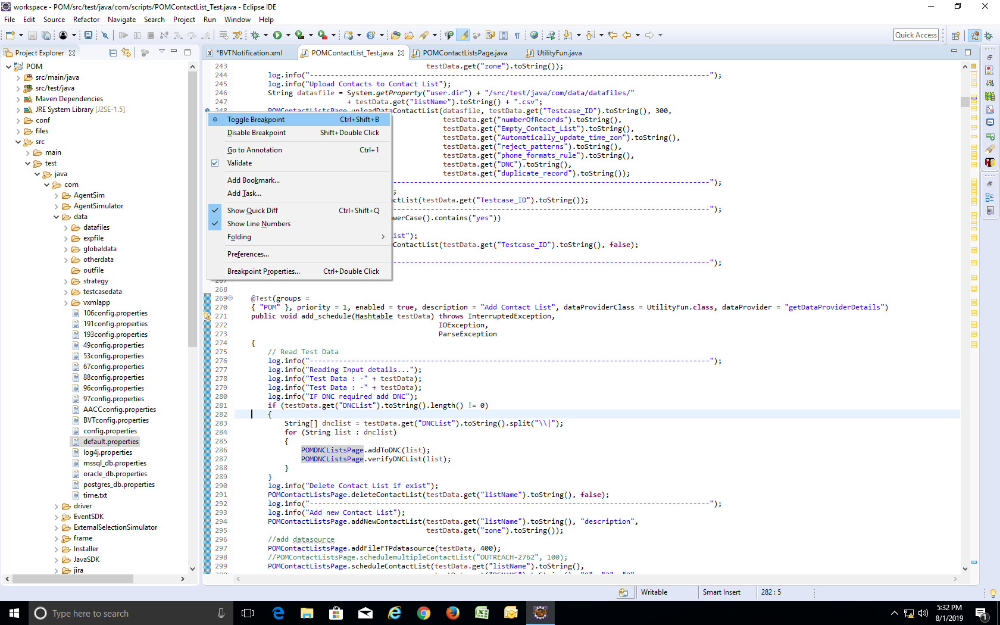 workspace - POM/src/test/java/com/scripts/POMContactList_Test.java - Eclipse IDE
File Edit Source Refactor Navigate Search Project Run Window Help
Quick Access
Project Explorer
*BVTNotification.xml
POMContactList_Test.java
POMContactListsPage.java
UtilityFun.java
POM
src/main/java
src/test/java
Maven Dependencies
JRE System Library [J2SE-1.5]
conf
files
src
main
test
java
com
AgentSim
AgentSimulator
data
datafiles
expfile
globaldata
otherdata
outfile
strategy
testcasedata
vxmlapp
106config.properties
191config.properties
193config.properties
49config.properties
53config.properties
67config.properties
88config.properties
96config.properties
97config.properties
AACCconfig.properties
BVTconfig.properties
config.properties
default.properties
log4j.properties
mssql_db.properties
oracle_db.properties
postgres_db.properties
time.txt
driver
EventSDK
ExternalSelectionSimulator
frame
Installer
JavaSDK
jira
243 testData.get("zone").toString());
244 log.info("------------------------------------------------------------------------------------------------");
245 log.info("Upload Contacts to Contact List");
246 String datasfile = System.getProperty("user.dir") + "/src/test/java/com/data/datafiles/"
247 + testData.get("listName").toString() + ".csv";
248 POMContactListsPage.uploadDataContactList(datasfile, testData.get("Testcase_ID").toString(), 300,
testData.get("numberOfRecords").toString(),
testData.get("Empty_Contact_List").toString(),
testData.get("Automatically_update_time_zon").toString(),
testData.get("reject_patterns").toString(),
testData.get("phone_formats_rule").toString(),
testData.get("DNC").toString(),
testData.get("duplicate_record").toString());
----------------------------------------------------------------------------");
;
ctList(testData.get("Testcase_ID").toString());
----------------------------------------------------------------------------");
owerCase().contains("yes"))
ist");
eContactList(testData.get("Testcase_ID").toString(), false);
----------------------------------------------------------------------------");
Toggle Breakpoint Ctrl+Shift+B
Disable Breakpoint Shift+Double Click
Go to Annotation Ctrl+1
Validate
Add Bookmark...
Add Task...
Show Quick Diff Ctrl+Shift+Q
Show Line Numbers
Folding
Preferences...
Breakpoint Properties... Ctrl+Double Click
267
268
269 @Test(groups =
270 { "POM" }, priority = 1, enabled = true, description = "Add Contact List", dataProviderClass = UtilityFun.class, dataProvider = "getDataProviderDetails")
271 public void add_schedule(Hashtable testData) throws InterruptedException,
272 IOException,
273 ParseException
274 {
275 // Read Test Data
276 log.info("------------------------------------------------------------------------------------------------");
277 log.info("Reading Input details...");
278 log.info("Test Data : -" + testData);
279 log.info("Test Data : -" + testData);
280 log.info("IF DNC required add DNC");
281 if (testData.get("DNCList").toString().length() != 0)
282 {
283 String[] dnclist = testData.get("DNCList").toString().split("\\|");
284 for (String list : dnclist)
285 {
286 POMDNCListsPage.addToDNC(list);
287 POMDNCListsPage.verifyDNCList(list);
288 }
289 }
290 log.info("Delete Contact List if exist");
291 POMContactListsPage.deleteContactList(testData.get("listName").toString(), false);
292 log.info("------------------------------------------------------------------------------------------------");
293 log.info("Add new Contact List");
294 POMContactListsPage.addNewContactList(testData.get("listName").toString(), "description",
295 testData.get("zone").toString());
296 //add datasource
297 POMContactListsPage.addFileFTPdatasource(testData, 400);
298 //POMContactListsPage.schedulemultipleContactList("OUTREACH-2762", 100);
299 POMContactListsPage.scheduleContactList(testData.get("listName").toString(),
Writable
Smart Insert
282 : 5
Type here to search
5:32 PM
8/1/2019
1